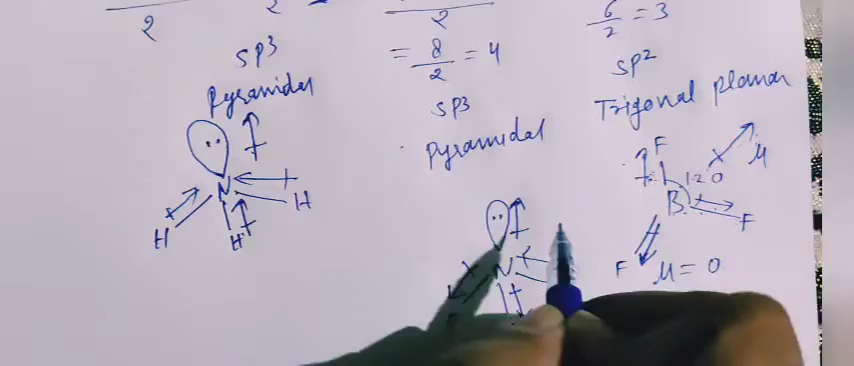 2
2
2
6/2 = 3
SP3
= 8/2 = 4
SP2
Pyramidal
SP3
Trigonal planar
Pyramidal
F
120
μ
N
H
B
F
H
H
N
F
μ = 0